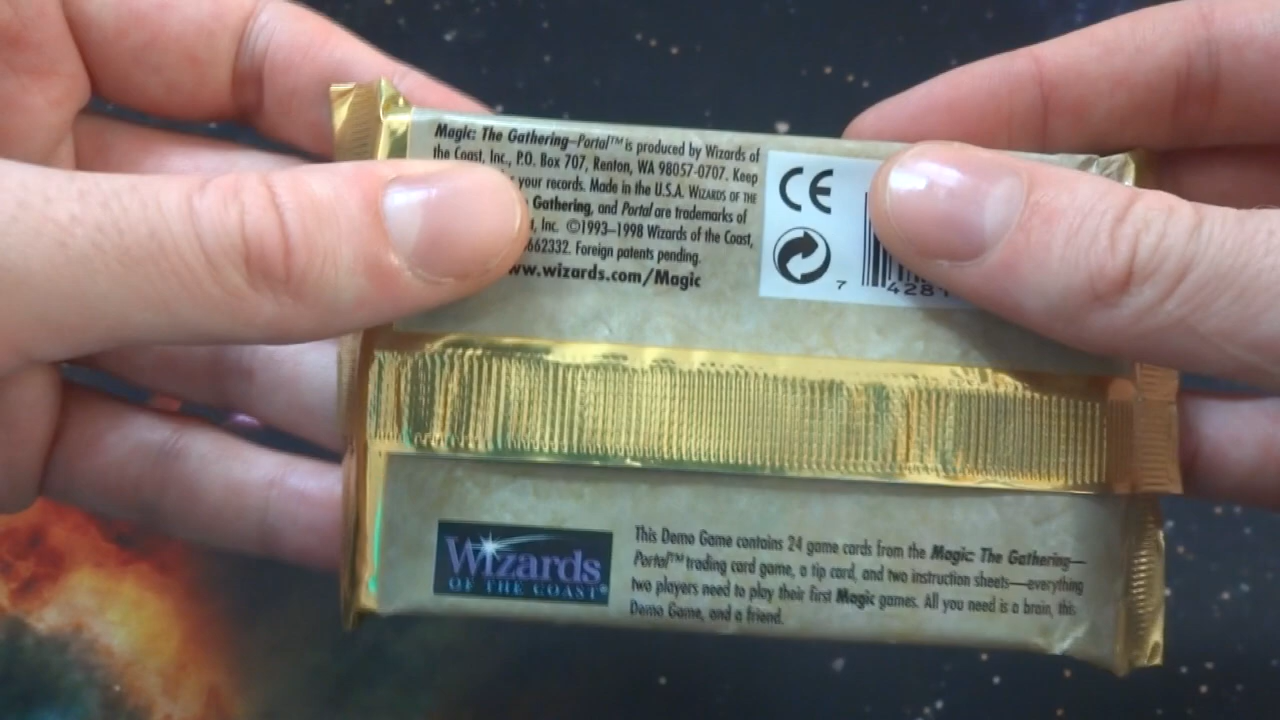 Magic: The Gathering—Portal™ is produced by Wizards of
the Coast, Inc., P.O. Box 707, Renton, WA 98057-0707. Keep
your records. Made in the U.S.A. WIZARDS OF THE
Gathering, and Portal are trademarks of
Inc. ©1993–1998 Wizards of the Coast,
662332. Foreign patents pending.
www.wizards.com/Magic
CE
7 4281
Wizards
OF THE COAST®
This Demo Game contains 24 game cards from the Magic: The Gathering—
Portal™ trading card game, a tip card, and two instruction sheets—everything
two players need to play their first Magic games. All you need is a brain, this
Demo Game, and a friend.